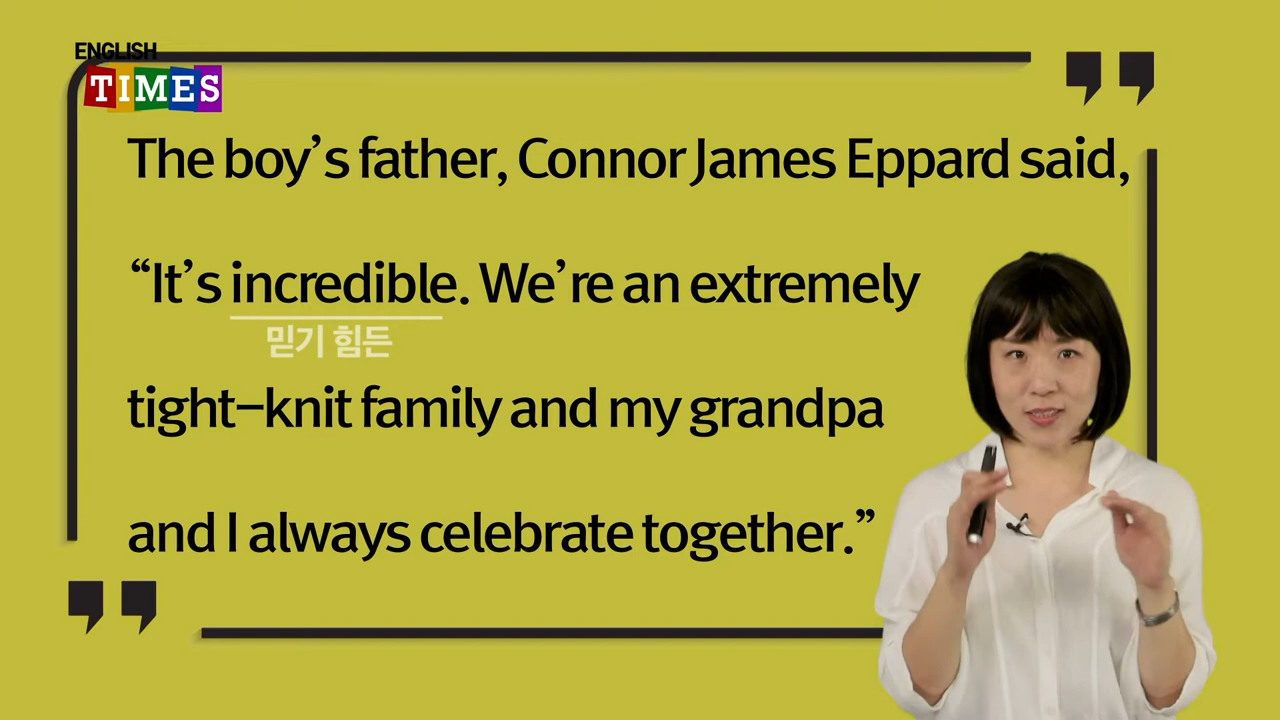 ENGLISH
TIMES
The boy's father, Connor James Eppard said,
“It's incredible. We're an extremely
믿기 힘든
tight-knit family and my grandpa
and I always celebrate together.”